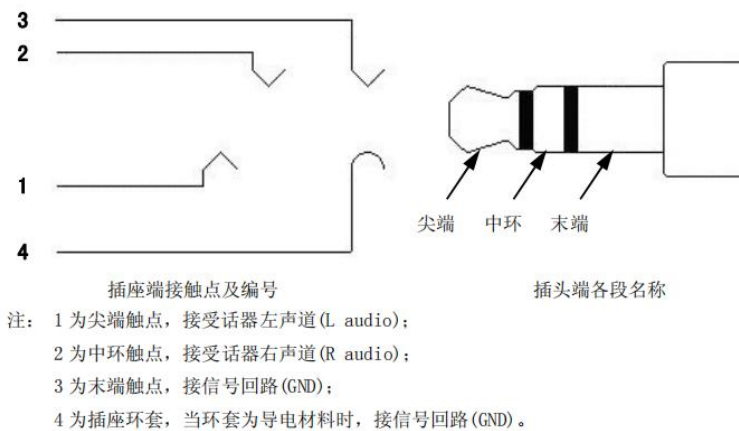 3
2
1
4
尖端 中环 末端
插座端接触点及编号 插头端各段名称
注： 1 为尖端触点，接受话器左声道(L audio)；
2 为中环触点，接受话器右声道(R audio)；
3 为末端触点，接信号回路(GND)；
4 为插座环套，当环套为导电材料时，接信号回路(GND)。